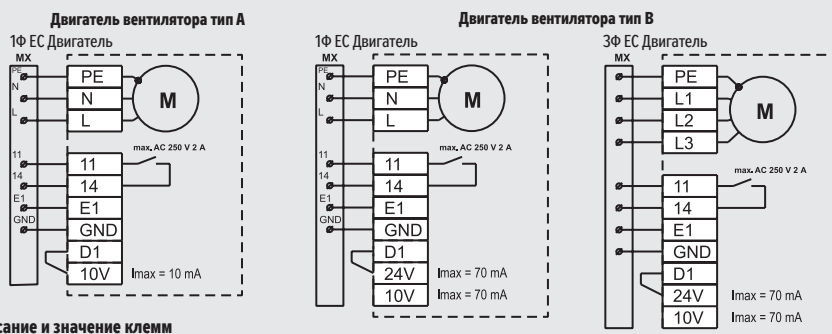 Двигатель вентилятора тип А
1Ф ЕС Двигатель
MX
PE
N
L
11
14
E1
GND
PE
N
L
M
max. AC 250 V 2 A
11
14
E1
GND
D1
10V
Imax = 10 mA
Двигатель вентилятора тип В
1Ф ЕС Двигатель
MX
PE
N
L
11
14
E1
GND
PE
N
L
M
max. AC 250 V 2 A
11
14
E1
GND
D1
24V
Imax = 70 mA
10V
Imax = 70 mA
3Ф ЕС Двигатель
MX
PE
L1
L2
L3
M
max. AC 250 V 2 A
11
14
E1
GND
D1
24V
Imax = 70 mA
10V
Imax = 70 mA
сание и значение клемм